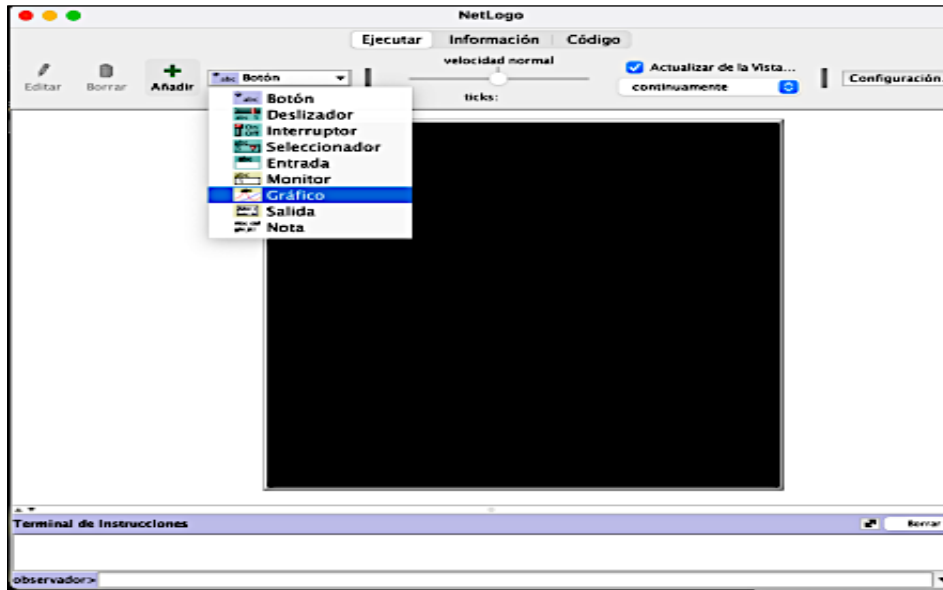 NetLogo
Ejecutar Información Código
velocidad normal
Editar Borrar Añadir
Botón
ticks:
Actualizar de la Vista...
continuamente
Configuración.
Botón
Deslizador
Interruptor
Seleccionador
Entrada
Monitor
Gráfico
Salida
Nota
Terminal de Instrucciones
Borrar
observador>